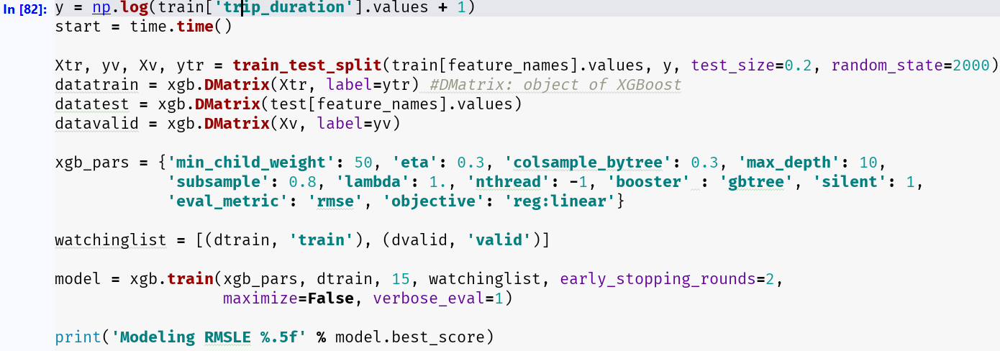 In [82]: y = np.log(train['trip_duration'].values + 1)
start = time.time()
Xtr, yv, Xv, ytr = train_test_split(train[feature_names].values, y, test_size=0.2, random_state=2000)
datatrain = xgb.DMatrix(Xtr, label=ytr) #DMatrix: object of XGBoost
datatest = xgb.DMatrix(test[feature_names].values)
datavalid = xgb.DMatrix(Xv, label=yv)
xgb_pars = {'min_child_weight': 50, 'eta': 0.3, 'colsample_bytree': 0.3, 'max_depth': 10,
'subsample': 0.8, 'lambda': 1., 'nthread': -1, 'booster' : 'gbtree', 'silent': 1,
'eval_metric': 'rmse', 'objective': 'reg:linear'}
watchinglist = [(dtrain, 'train'), (dvalid, 'valid')]
model = xgb.train(xgb_pars, dtrain, 15, watchinglist, early_stopping_rounds=2,
maximize=False, verbose_eval=1)
print('Modeling RMSLE %.5f' % model.best_score)